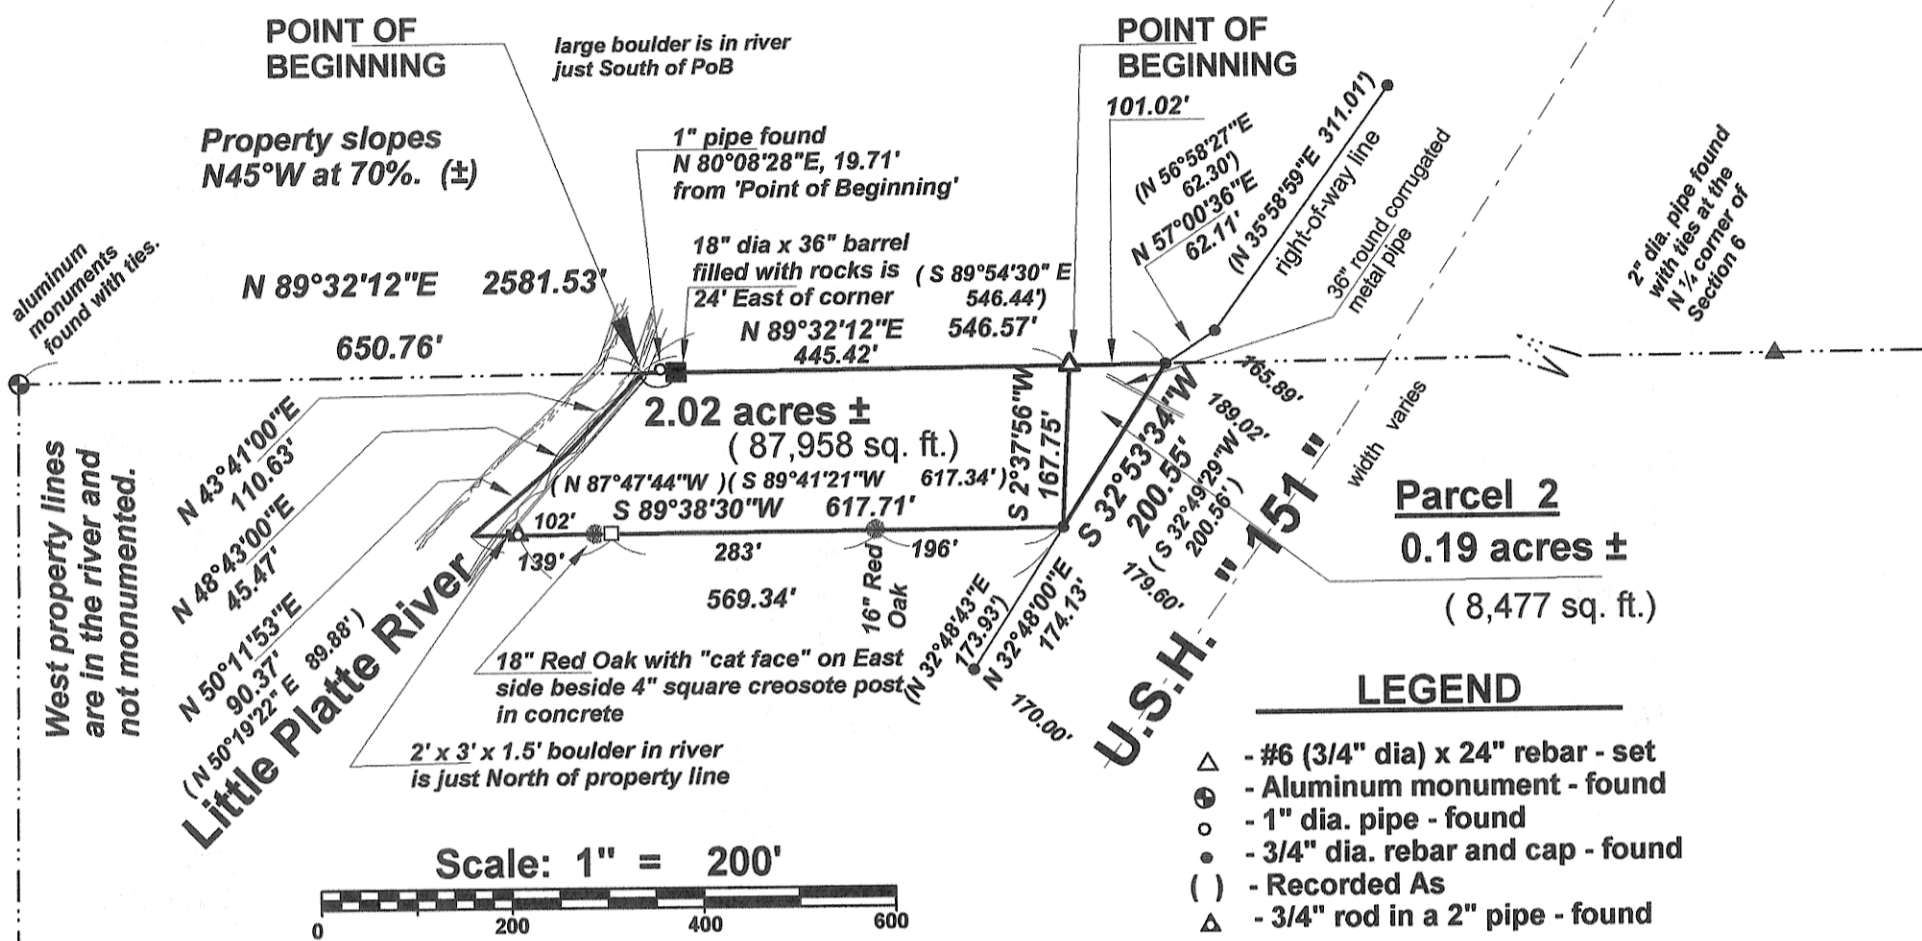 POINT OF
BEGINNING
large boulder is in river
just South of PoB
POINT OF
BEGINNING
101.02'
Property slopes
N45°W at 70%. (±)
1" pipe found
N 80°08'28"E, 19.71'
from 'Point of Beginning'
(N 56°58'27"E
62.30')
N 57°00'36"E
62.11'
(N 35°58'59"E 311.01')
right-of-way line
36" round corrugated
metal pipe
2" dia. pipe found
with ties at the
N ¼ corner of
Section 6
aluminum
monuments
found with ties.
N 89°32'12"E 2581.53'
650.76'
18" dia x 36" barrel
filled with rocks is
24' East of corner
( S 89°54'30" E
546.44')
N 89°32'12"E 546.57'
445.42'
765.89'
189.02'
width varies
West property lines
are in the river and
not monumented.
N 43°41'00"E
110.63'
N 48°43'00"E
45.47'
N 50°11'53"E
90.37'
( N 50°19'22" E 89.88' )
Little Platte River
2.02 acres ±
( 87,958 sq. ft.)
( N 87°47'44"W )( S 89°41'21"W 617.34')
S 89°38'30"W 617.71'
S 2°37'56"W
167.75'
S 32°53'34"W
200.55'
( S 32°49'29"W
200.56' )
179.60'
102'
139'
283'
196'
569.34'
16" Red
Oak
(N 32°48'43"E
173.93')
N 32°48'00"E
174.13'
170.00'
U.S.H. " 151 "
Parcel 2
0.19 acres ±
( 8,477 sq. ft.)
18" Red Oak with "cat face" on East
side beside 4" square creosote post
in concrete
2' x 3' x 1.5' boulder in river
is just North of property line
Scale: 1" = 200'
0 200 400 600
LEGEND
- #6 (3/4" dia) x 24" rebar - set
- Aluminum monument - found
- 1" dia. pipe - found
- 3/4" dia. rebar and cap - found
( ) - Recorded As
- 3/4" rod in a 2" pipe - found